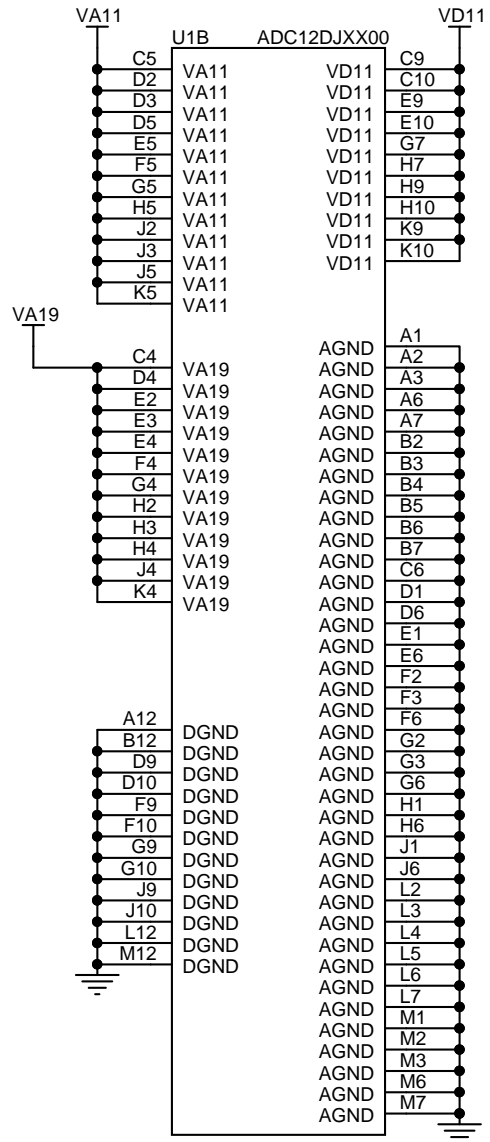 VA11 VD11
U1B ADC12DJXX00
C5 VA11 VD11 C9
D2 VA11 VD11 C10
D3 VA11 VD11 E9
D5 VA11 VD11 E10
E5 VA11 VD11 G7
F5 VA11 VD11 H7
G5 VA11 VD11 H9
H5 VA11 VD11 H10
J2 VA11 VD11 K9
J3 VA11 VD11 K10
J5 VA11
K5 VA11
VA19
AGND A1
C4 VA19 AGND A2
D4 VA19 AGND A3
E2 VA19 AGND A6
E3 VA19 AGND A7
E4 VA19 AGND B2
F4 VA19 AGND B3
G4 VA19 AGND B4
H2 VA19 AGND B5
H3 VA19 AGND B6
H4 VA19 AGND B7
J4 VA19 AGND C6
K4 VA19 AGND D1
AGND D6
AGND E1
AGND E6
AGND F2
AGND F3
A12 DGND AGND F6
B12 DGND AGND G2
D9 DGND AGND G3
D10 DGND AGND G6
F9 DGND AGND H1
F10 DGND AGND H6
G9 DGND AGND J1
G10 DGND AGND J6
J9 DGND AGND L2
J10 DGND AGND L3
L12 DGND AGND L4
M12 DGND AGND L5
AGND L6
AGND L7
AGND M1
AGND M2
AGND M3
AGND M6
AGND M7